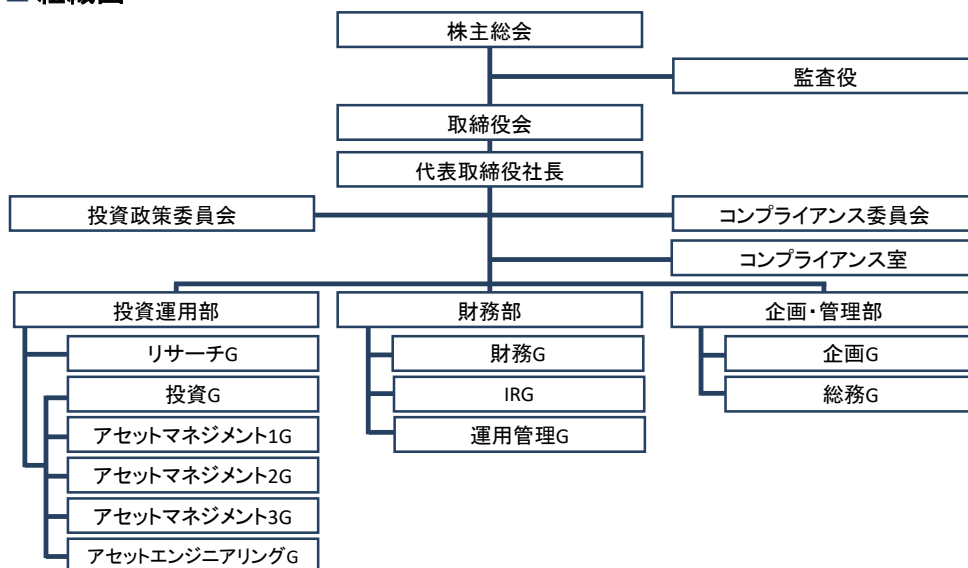 株主総会
監査役
取締役会
代表取締役社長
投資政策委員会
コンプライアンス委員会
コンプライアンス室
投資運用部
財務部
企画・管理部
リサーチG
財務G
企画G
投資G
IRG
総務G
アセットマネジメント1G
運用管理G
アセットマネジメント2G
アセットマネジメント3G
アセットエンジニアリングG